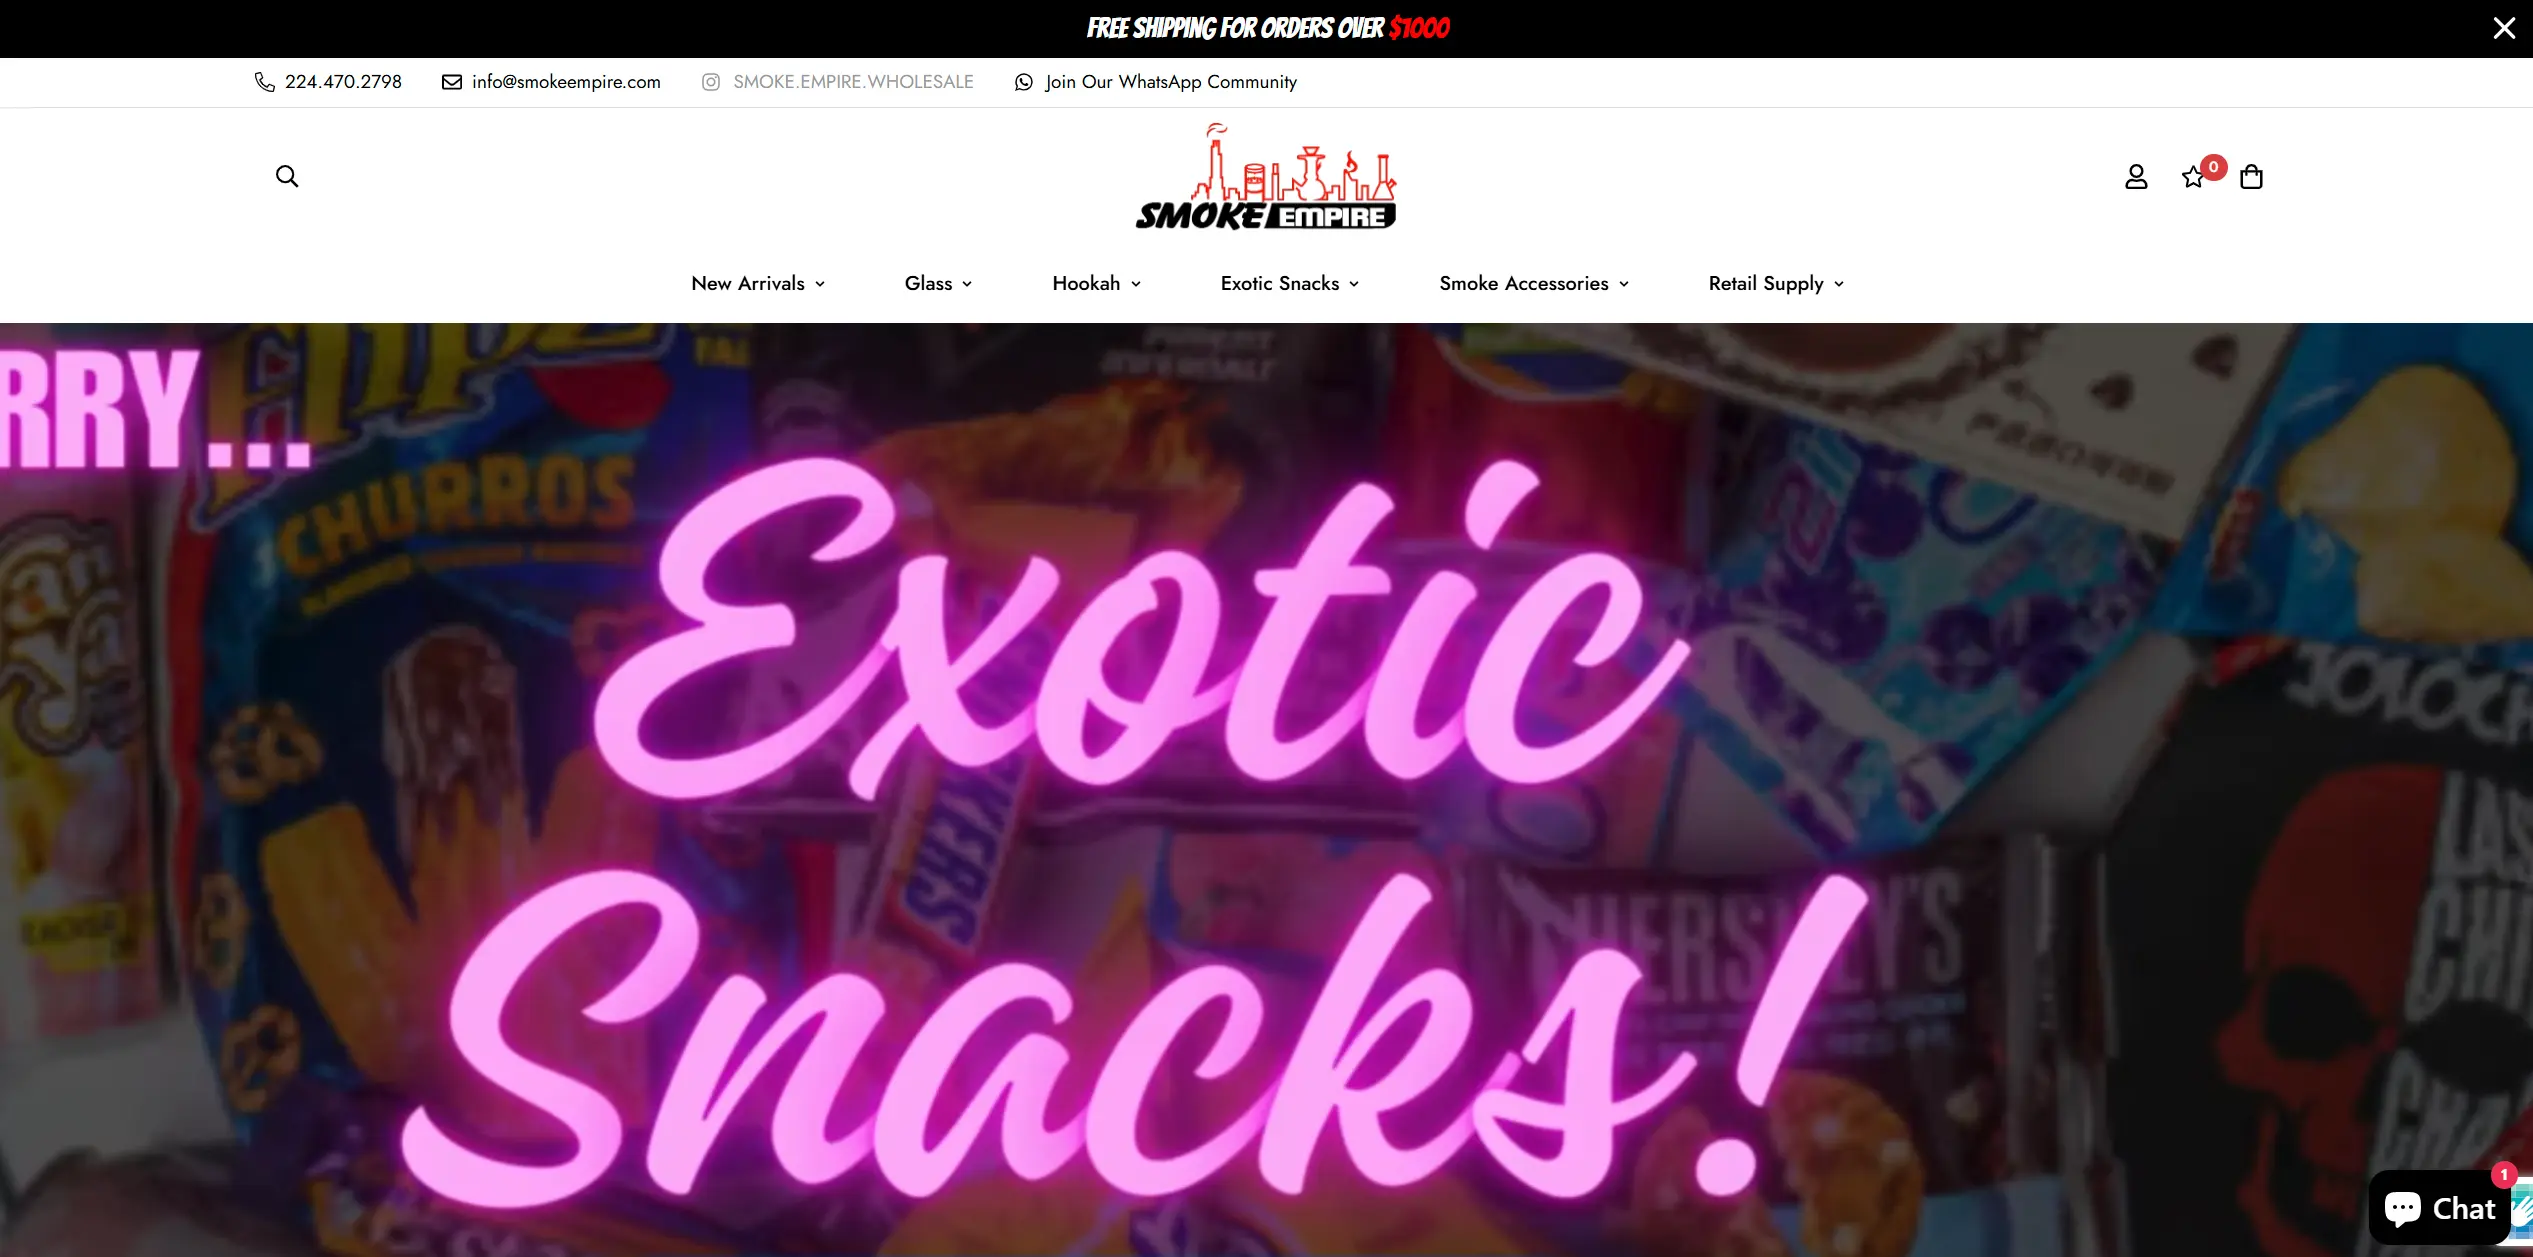 FREE SHIPPING FOR ORDERS OVER $1000
224.470.2798
info@smokeempire.com
SMOKE.EMPIRE.WHOLESALE
Join Our WhatsApp Community
SMOKE EMPIRE
0
New Arrivals
Glass
Hookah
Exotic Snacks
Smoke Accessories
Retail Supply
RRY...
CHURROS
Exotic
Snacks!
HERSHEY'S
1
Chat